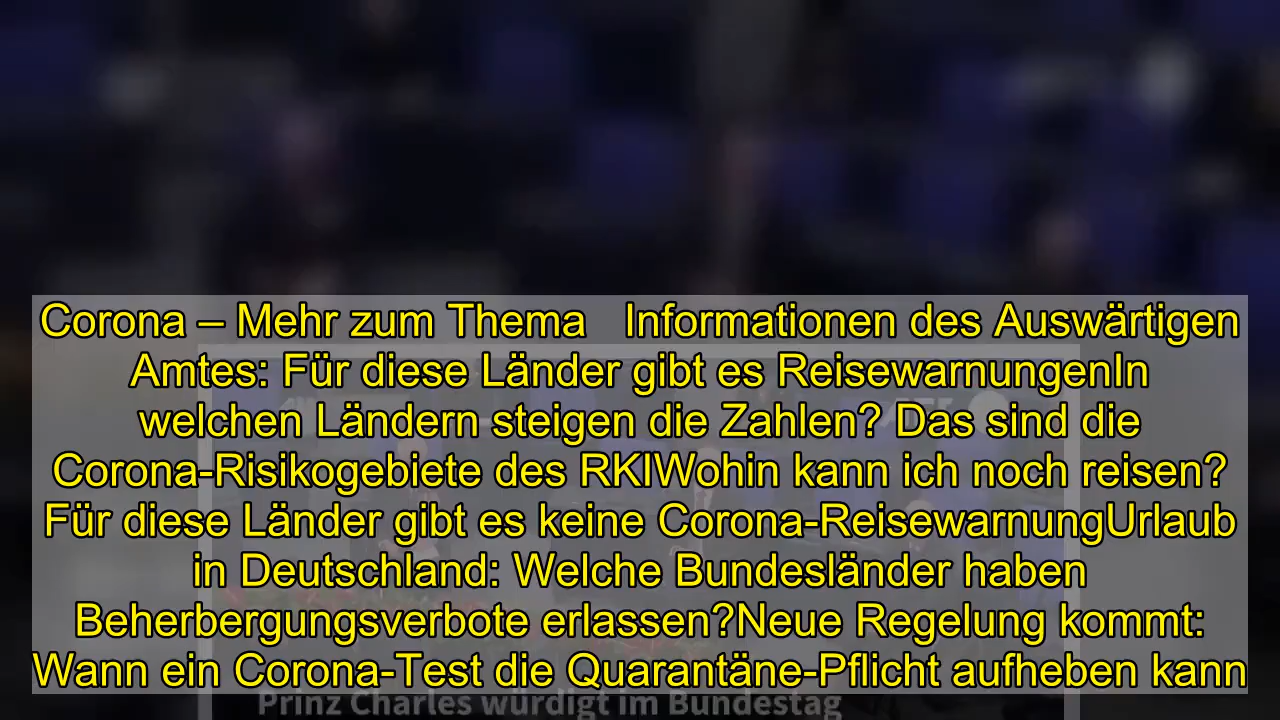 Corona – Mehr zum Thema   Informationen des Auswärtigen
Amtes: Für diese Länder gibt es ReisewarnungenIn
welchen Ländern steigen die Zahlen? Das sind die
Corona-Risikogebiete des RKIWohin kann ich noch reisen?
Für diese Länder gibt es keine Corona-ReisewarnungUrlaub
in Deutschland: Welche Bundesländer haben
Beherbergungsverbote erlassen?Neue Regelung kommt:
Wann ein Corona-Test die Quarantäne-Pflicht aufheben kann
Prinz Charles würdigt im Bundestag